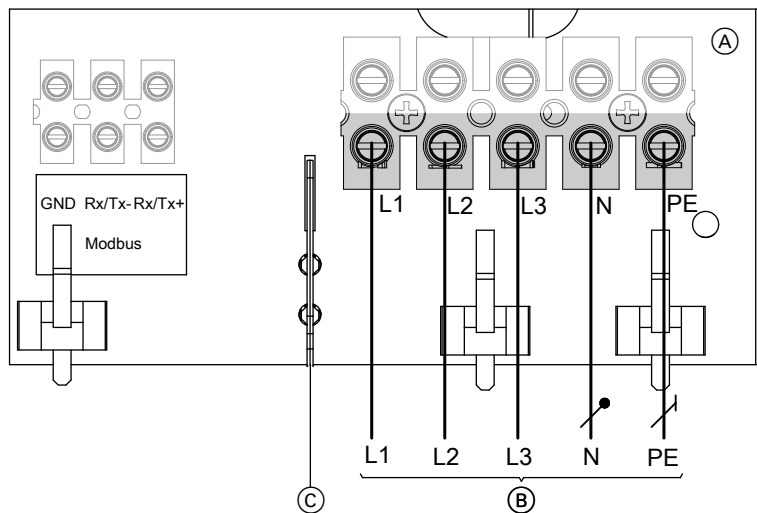 A
L1 L2 L3 N PE
GND Rx/Tx- Rx/Tx+
Modbus
L1 L2 L3 N PE
C B